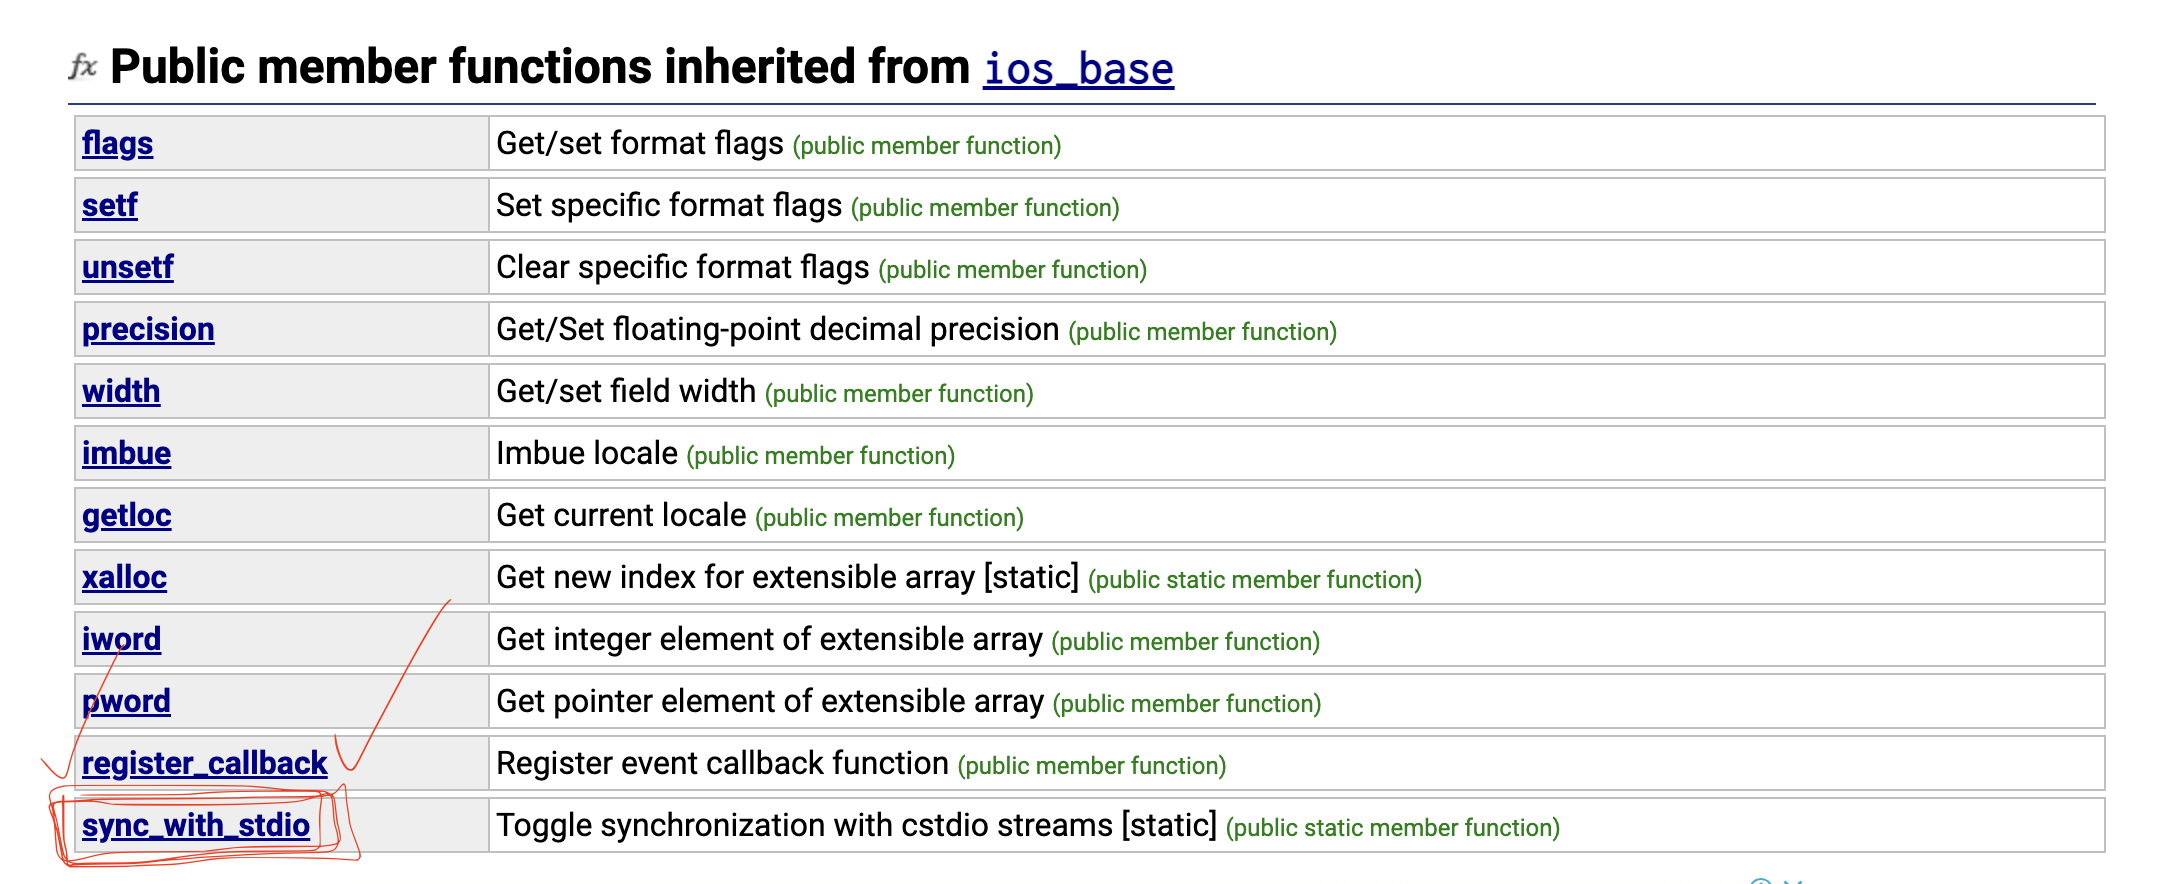 fx Public member functions inherited from ios_base
flags Get/set format flags (public member function)
setf Set specific format flags (public member function)
unsetf Clear specific format flags (public member function)
precision Get/Set floating-point decimal precision (public member function)
width Get/set field width (public member function)
imbue Imbue locale (public member function)
getloc Get current locale (public member function)
xalloc Get new index for extensible array [static] (public static member function)
iword Get integer element of extensible array (public member function)
pword Get pointer element of extensible array (public member function)
register_callback Register event callback function (public member function)
sync_with_stdio Toggle synchronization with cstdio streams [static] (public static member function)